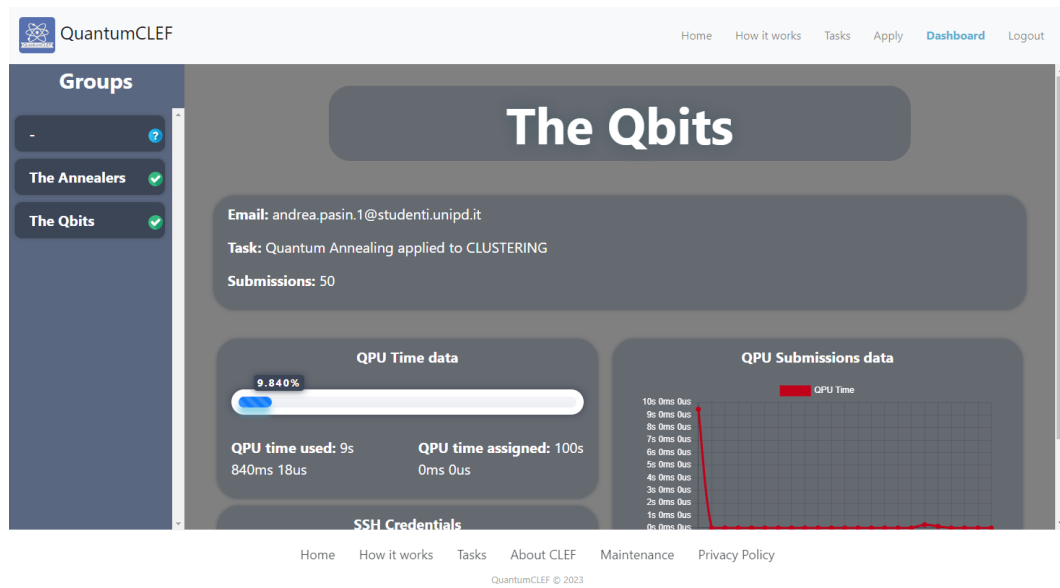 QuantumCLEF
Home How it works Tasks Apply Dashboard Logout
Groups
-
?
The Annealers
The Qbits
The Qbits
Email: andrea.pasin.1@studenti.unipd.it
Task: Quantum Annealing applied to CLUSTERING
Submissions: 50
QPU Time data
9.840%
QPU time used: 9s
840ms 18us
QPU time assigned: 100s
0ms 0us
SSH Credentials
QPU Submissions data
QPU Time
10s 0ms 0us
9s 0ms 0us
8s 0ms 0us
7s 0ms 0us
6s 0ms 0us
5s 0ms 0us
4s 0ms 0us
3s 0ms 0us
2s 0ms 0us
1s 0ms 0us
0s 0ms 0us
Home How it works Tasks About CLEF Maintenance Privacy Policy
QuantumCLEF © 2023